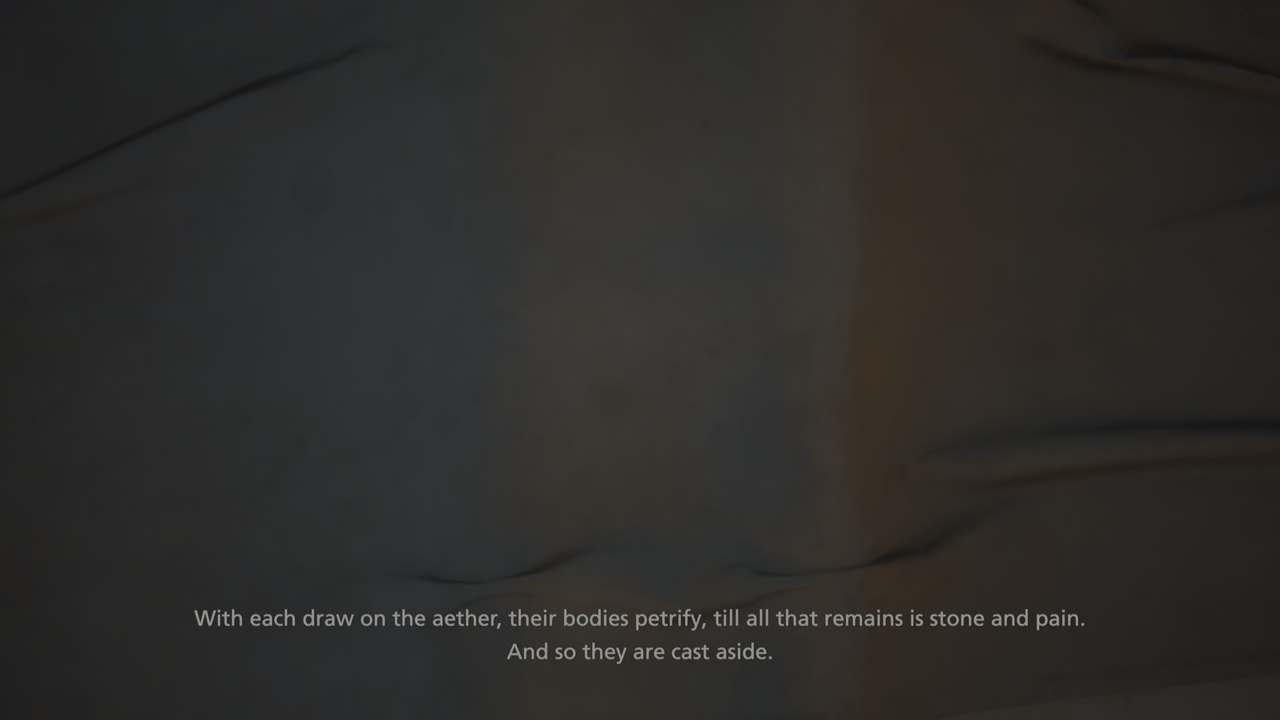 With each draw on the aether, their bodies petrify, till all that remains is stone and pain.
And so they are cast aside.